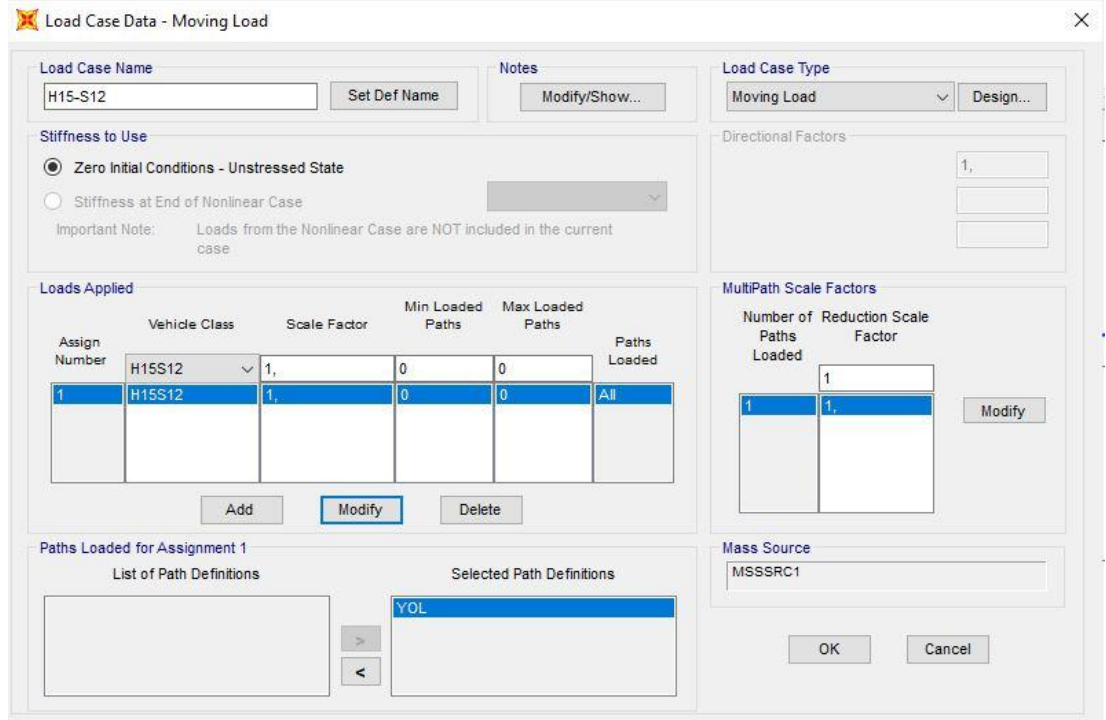 Load Case Data - Moving Load
Load Case Name
H15-S12
Set Def Name
Notes
Modify/Show...
Load Case Type
Moving Load
Design...
Stiffness to Use
Zero Initial Conditions - Unstressed State
Stiffness at End of Nonlinear Case
Important Note: Loads from the Nonlinear Case are NOT included in the current
case
Directional Factors
1,
Loads Applied
Assign
Number
Vehicle Class
Scale Factor
Min Loaded
Paths
Max Loaded
Paths
Paths
Loaded
H15S12 1, 0 0
1 H15S12 1, 0 0 All
Add
Modify
Delete
MultiPath Scale Factors
Number of
Paths
Loaded
Reduction Scale
Factor
1
1 1,
Modify
Paths Loaded for Assignment 1
List of Path Definitions
Selected Path Definitions
YOL
>
<
Mass Source
MSSSRC1
OK
Cancel